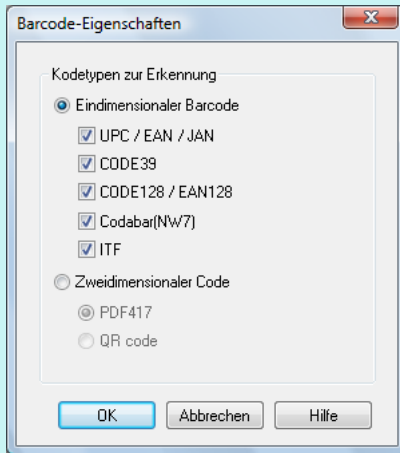 Barcode-Eigenschaften
Kodetypen zur Erkennung
Eindimensionaler Barcode
UPC / EAN / JAN
CODE39
CODE128 / EAN128
Codabar(NW7)
ITF
Zweidimensionaler Code
PDF417
QR code
OK Abbrechen Hilfe